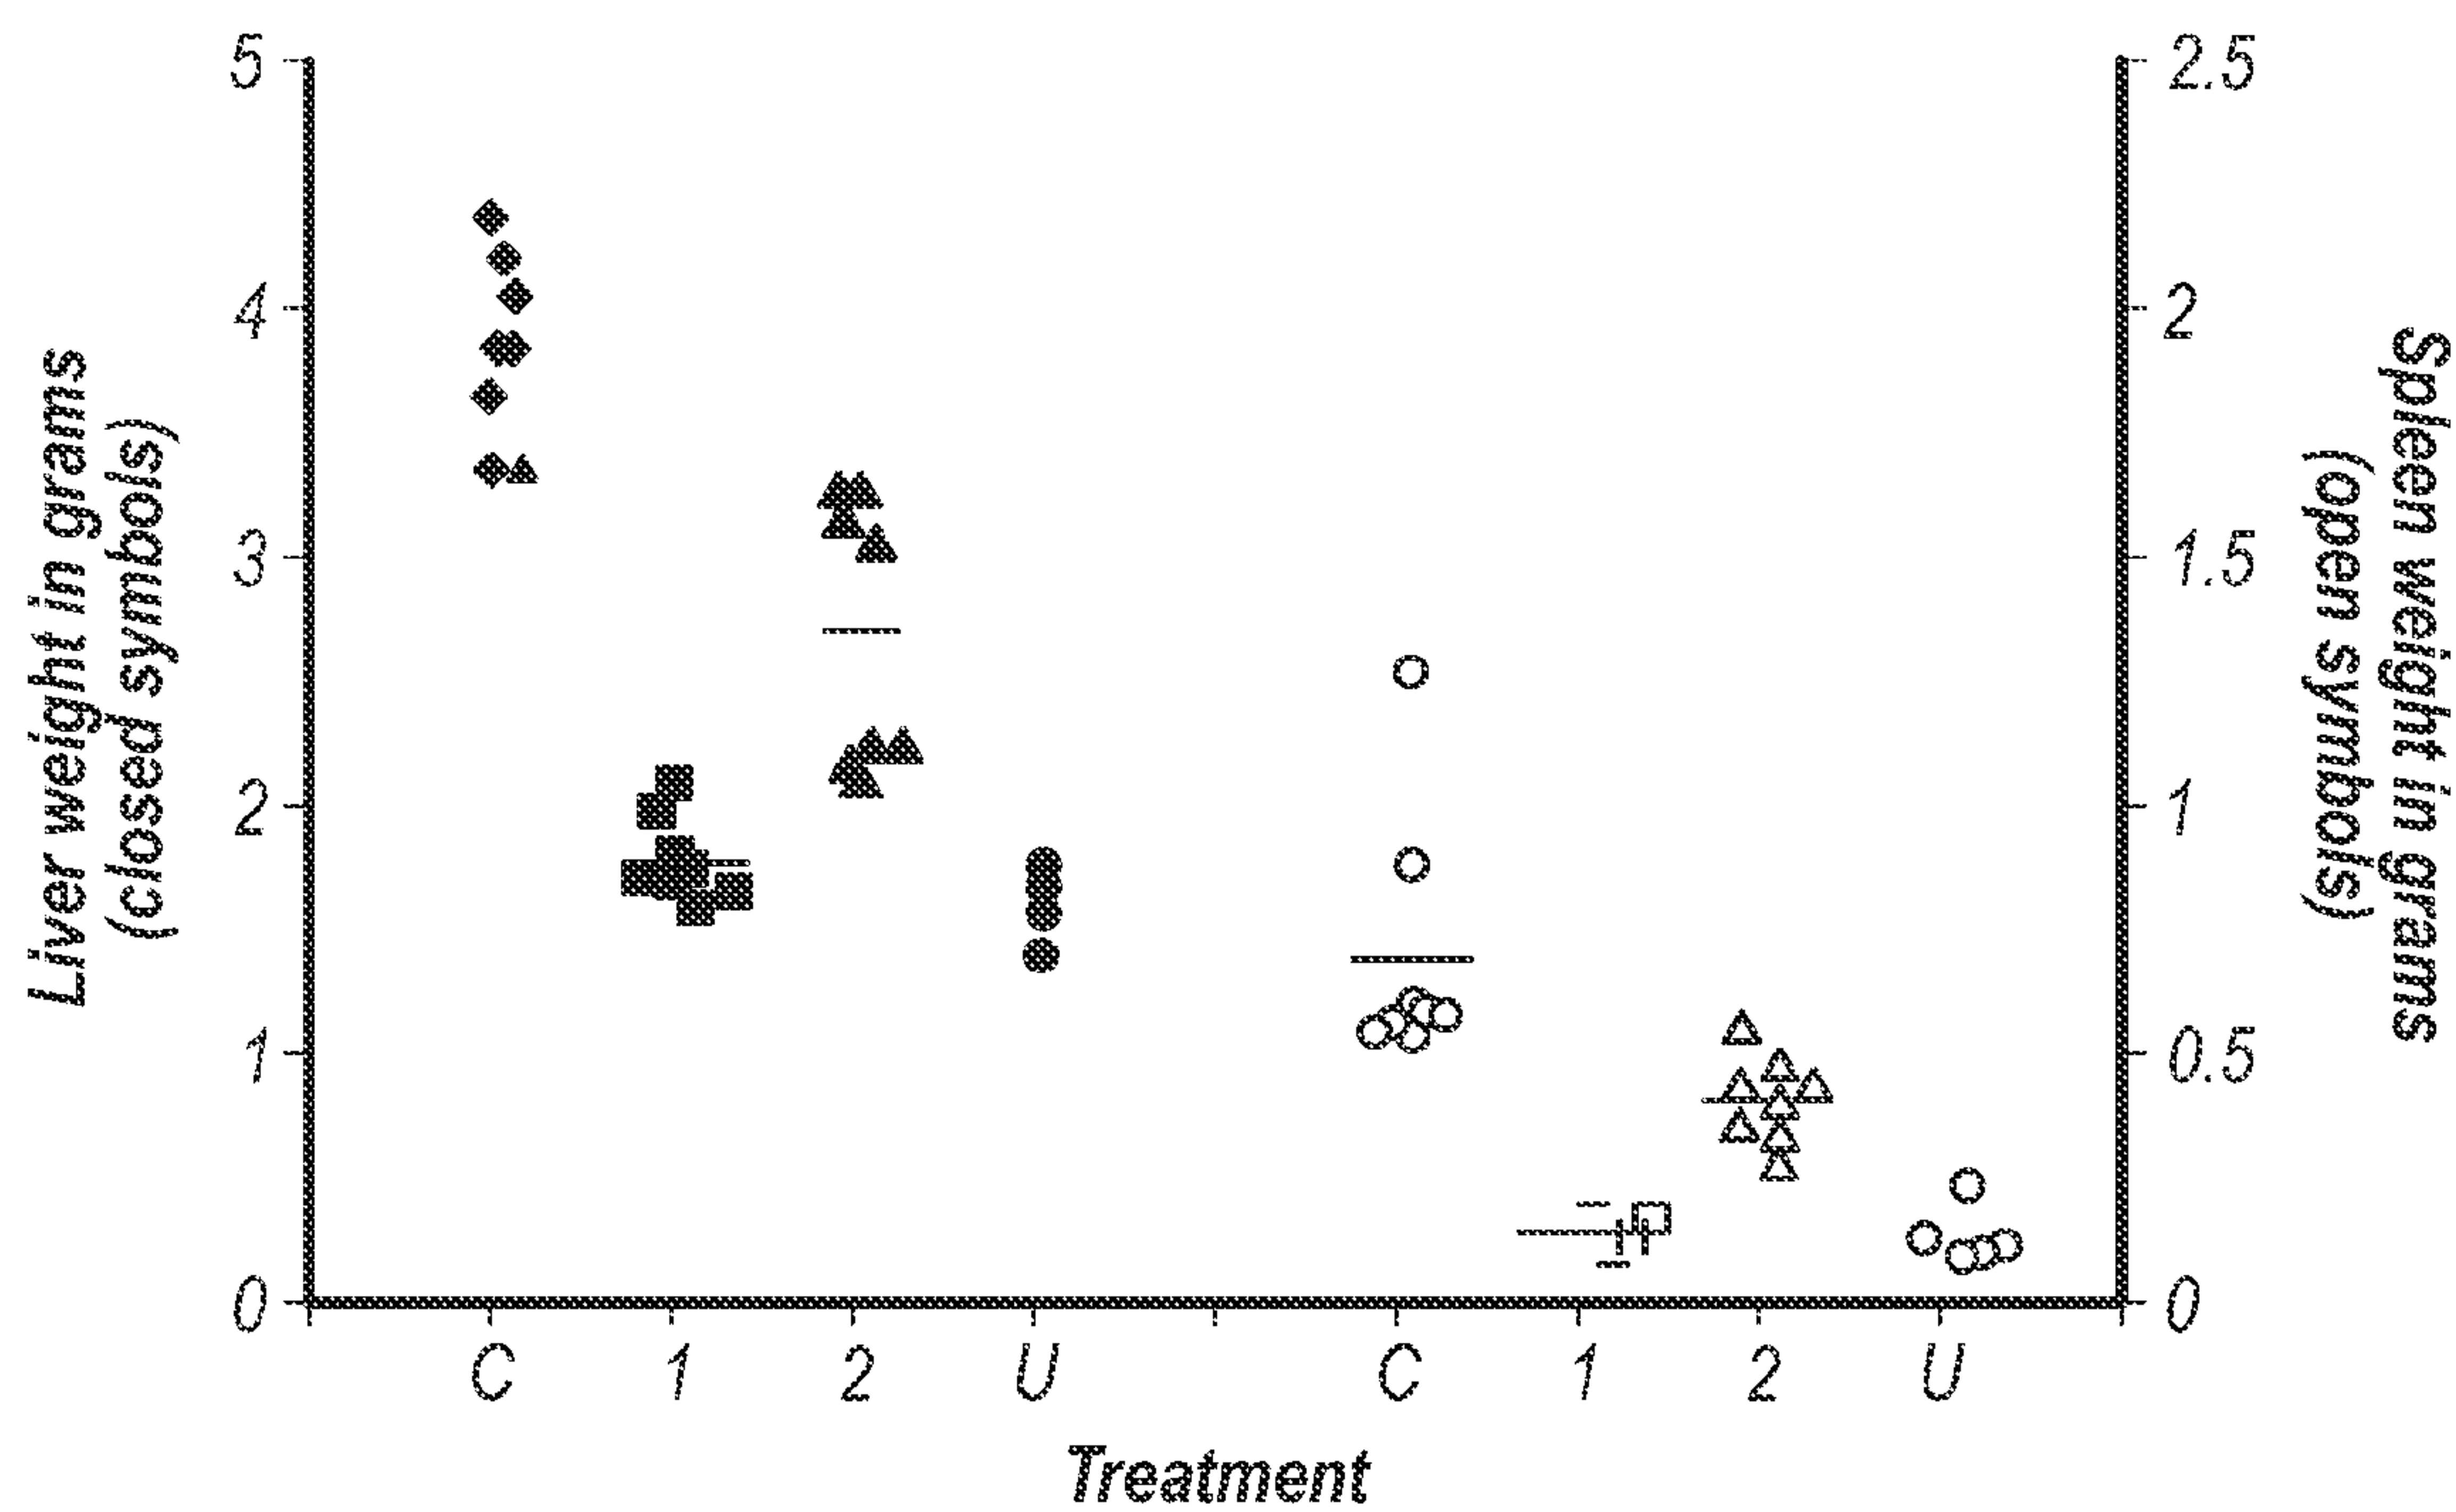 Liver weight in grams
(closed symbols)
5
4
3
2
1
0
2.5
2
1.5
1
0.5
0
Spleen weight in grams
(open symbols)
C 1 2 U C 1 2 U
Treatment